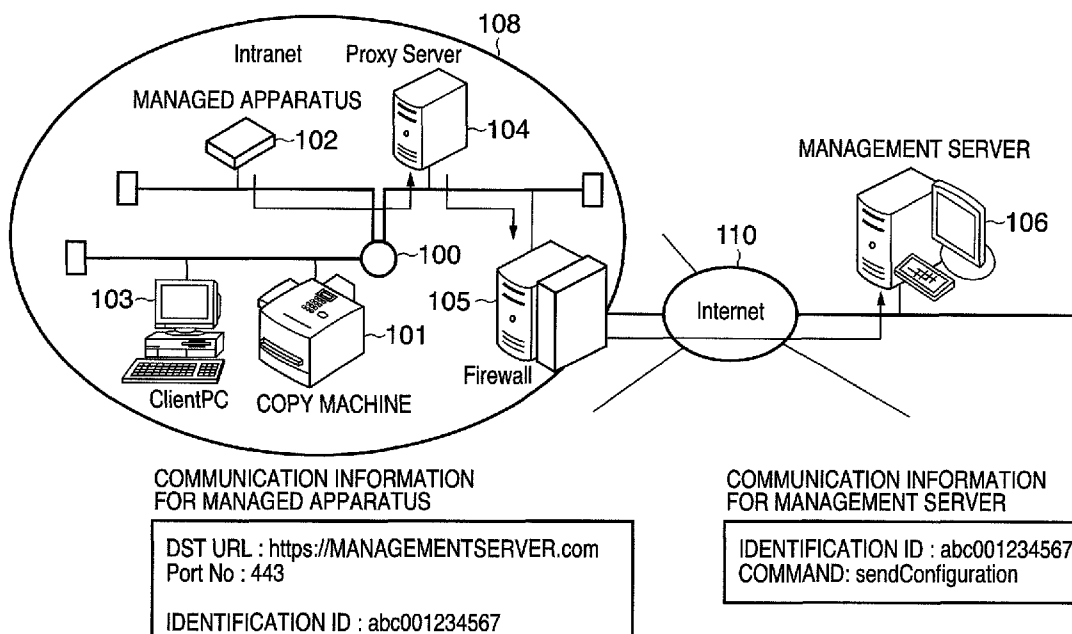 108
Intranet
Proxy Server
MANAGED APPARATUS
102
104
MANAGEMENT SERVER
106
100
110
103
105
Internet
101
Firewall
ClientPC
COPY MACHINE
COMMUNICATION INFORMATION
FOR MANAGED APPARATUS
DST URL : https://MANAGEMENTSERVER.com
Port No : 443
IDENTIFICATION ID : abc001234567
COMMUNICATION INFORMATION
FOR MANAGEMENT SERVER
IDENTIFICATION ID : abc001234567
COMMAND: sendConfiguration